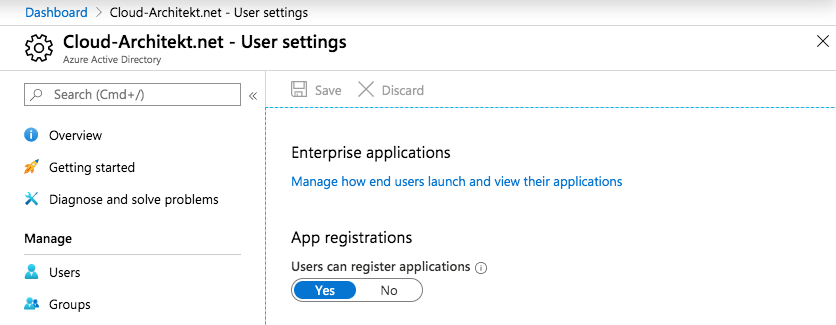 Dashboard > Cloud-Architekt.net - User settings
Cloud-Architekt.net - User settings
Azure Active Directory
Search (Cmd+/)
Save Discard
Overview
Getting started
Diagnose and solve problems
Manage
Users
Groups
Enterprise applications
Manage how end users launch and view their applications
App registrations
Users can register applications
Yes No